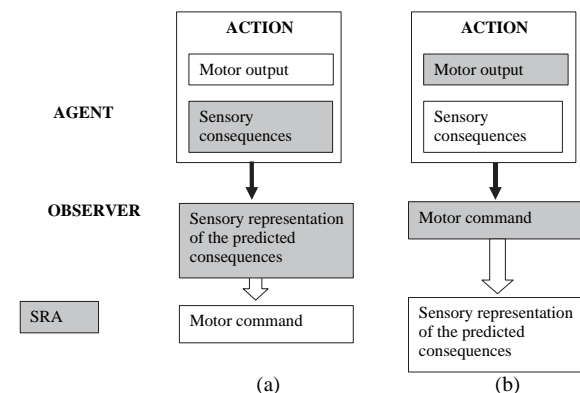 ACTION
Motor output
AGENT
Sensory
consequences
OBSERVER
Sensory representation
of the predicted
consequences
SRA
Motor command
(a)
ACTION
Motor output
Sensory
consequences
Motor command
Sensory representation
of the predicted
consequences
(b)